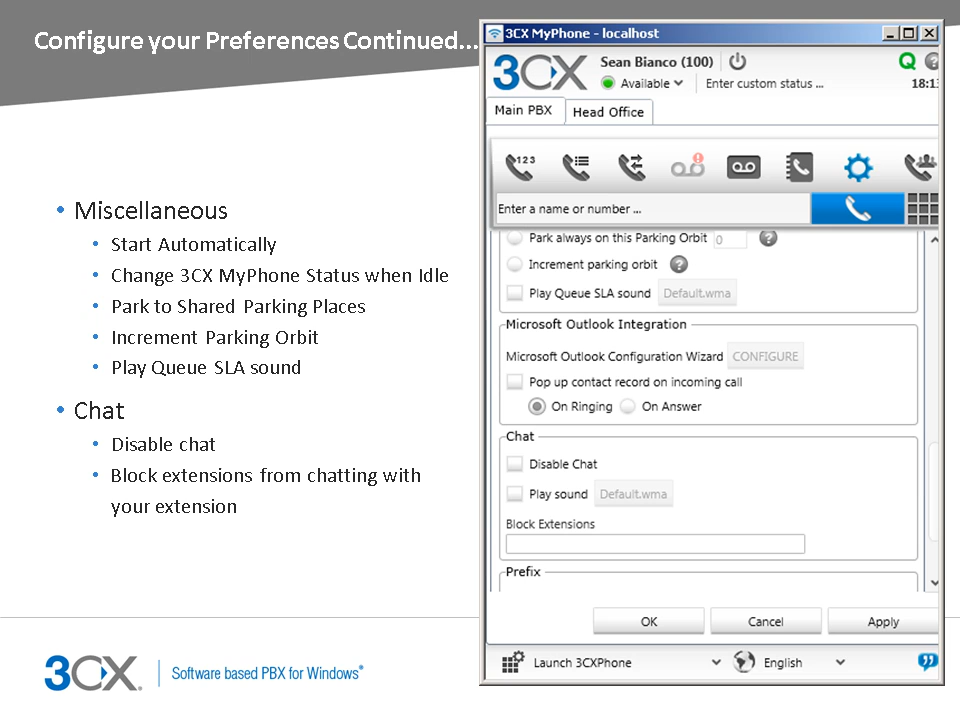 Configure your Preferences Continued...
• Miscellaneous
• Start Automatically
• Change 3CX MyPhone Status when Idle
• Park to Shared Parking Places
• Increment Parking Orbit
• Play Queue SLA sound
• Chat
• Disable chat
• Block extensions from chatting with
your extension
3CX MyPhone - localhost
3CX
Sean Bianco (100)
Q ?
Available
Enter custom status ...
Main PBX
Head Office
123
Enter a name or number ...
Park always on this Parking Orbit 0 ?
Increment parking orbit ?
Play Queue SLA sound Default.wma
Microsoft Outlook Integration
Microsoft Outlook Configuration Wizard CONFIGURE
Pop up contact record on incoming call
On Ringing On Answer
Chat
Disable Chat
Play sound Default.wma
Block Extensions
Prefix
OK Cancel Apply
Launch 3CXPhone English
3CX. Software based PBX for Windows®